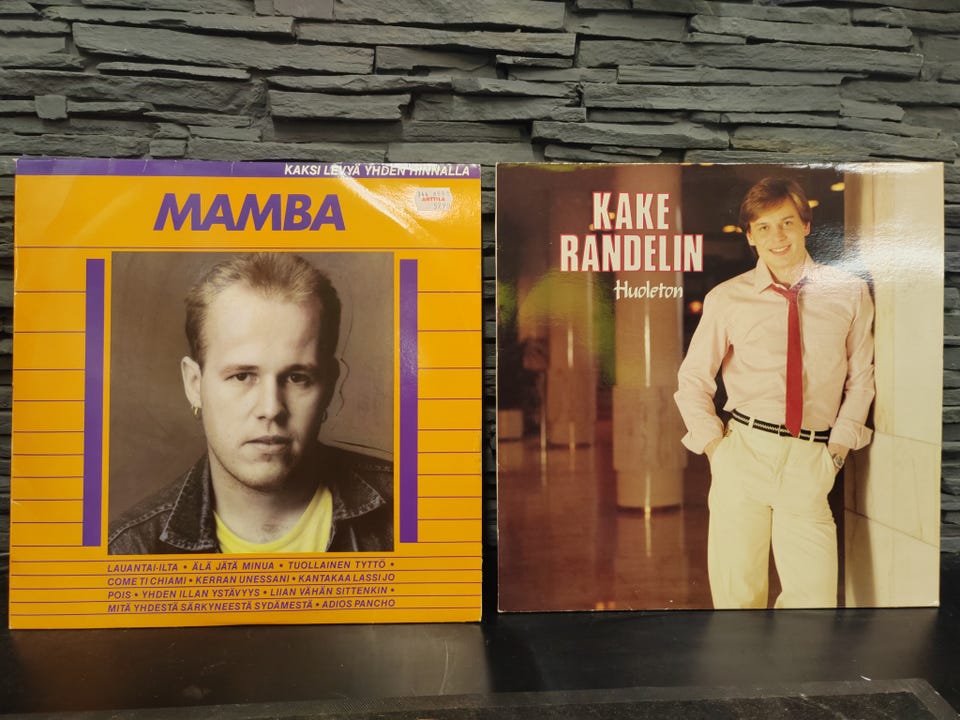 KAKSI LEVYÄ YHDEN HINNALLA
MAMBA
ANTTILA
LAUANTAI-ILTA • ÄLÄ JÄTÄ MINUA • TUOLLAINEN TYTTÖ •
COME TI CHIAMI • KERRAN UNESSANI • KANTAKAA LASSI JO
POIS • YHDEN ILLAN YSTÄVYYS • LIIAN VÄHÄN SITTENKIN •
MITÄ YHDESTÄ SÄRKYNEESTÄ SYDÄMESTÄ • ADIOS PANCHO
KAKE
RANDELIN
Huoleton